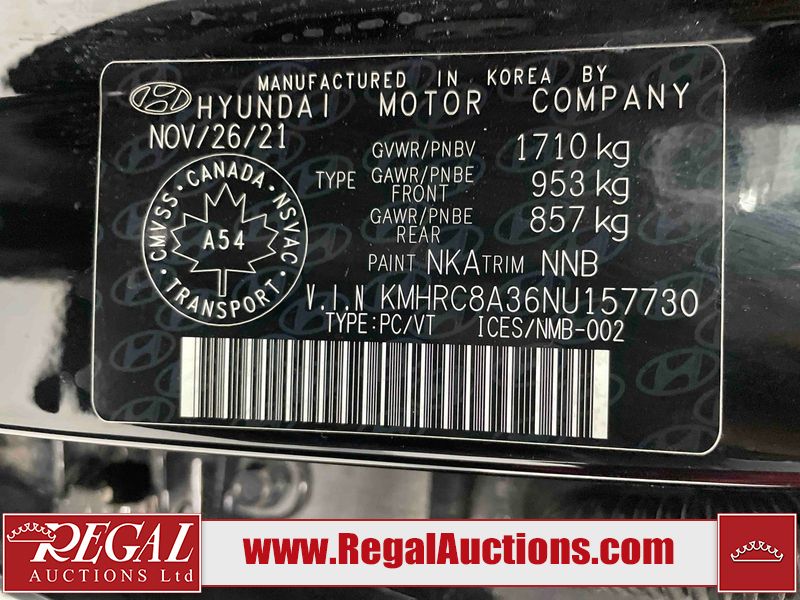 MANUFACTURED IN KOREA BY
HYUNDAI MOTOR COMPANY
NOV/26/21
GVWR/PNBV 1710 kg
TYPE
GAWR/PNBE FRONT 953 kg
GAWR/PNBE REAR 857 kg
CMVSS · CANADA · NSVAC
A54
· TRANSPORT ·
PAINT NKA TRIM NNB
V.I.N KMHRC8A36NU157730
TYPE:PC/VT ICES/NMB-002
REGAL
AUCTIONS Ltd
www.RegalAuctions.com